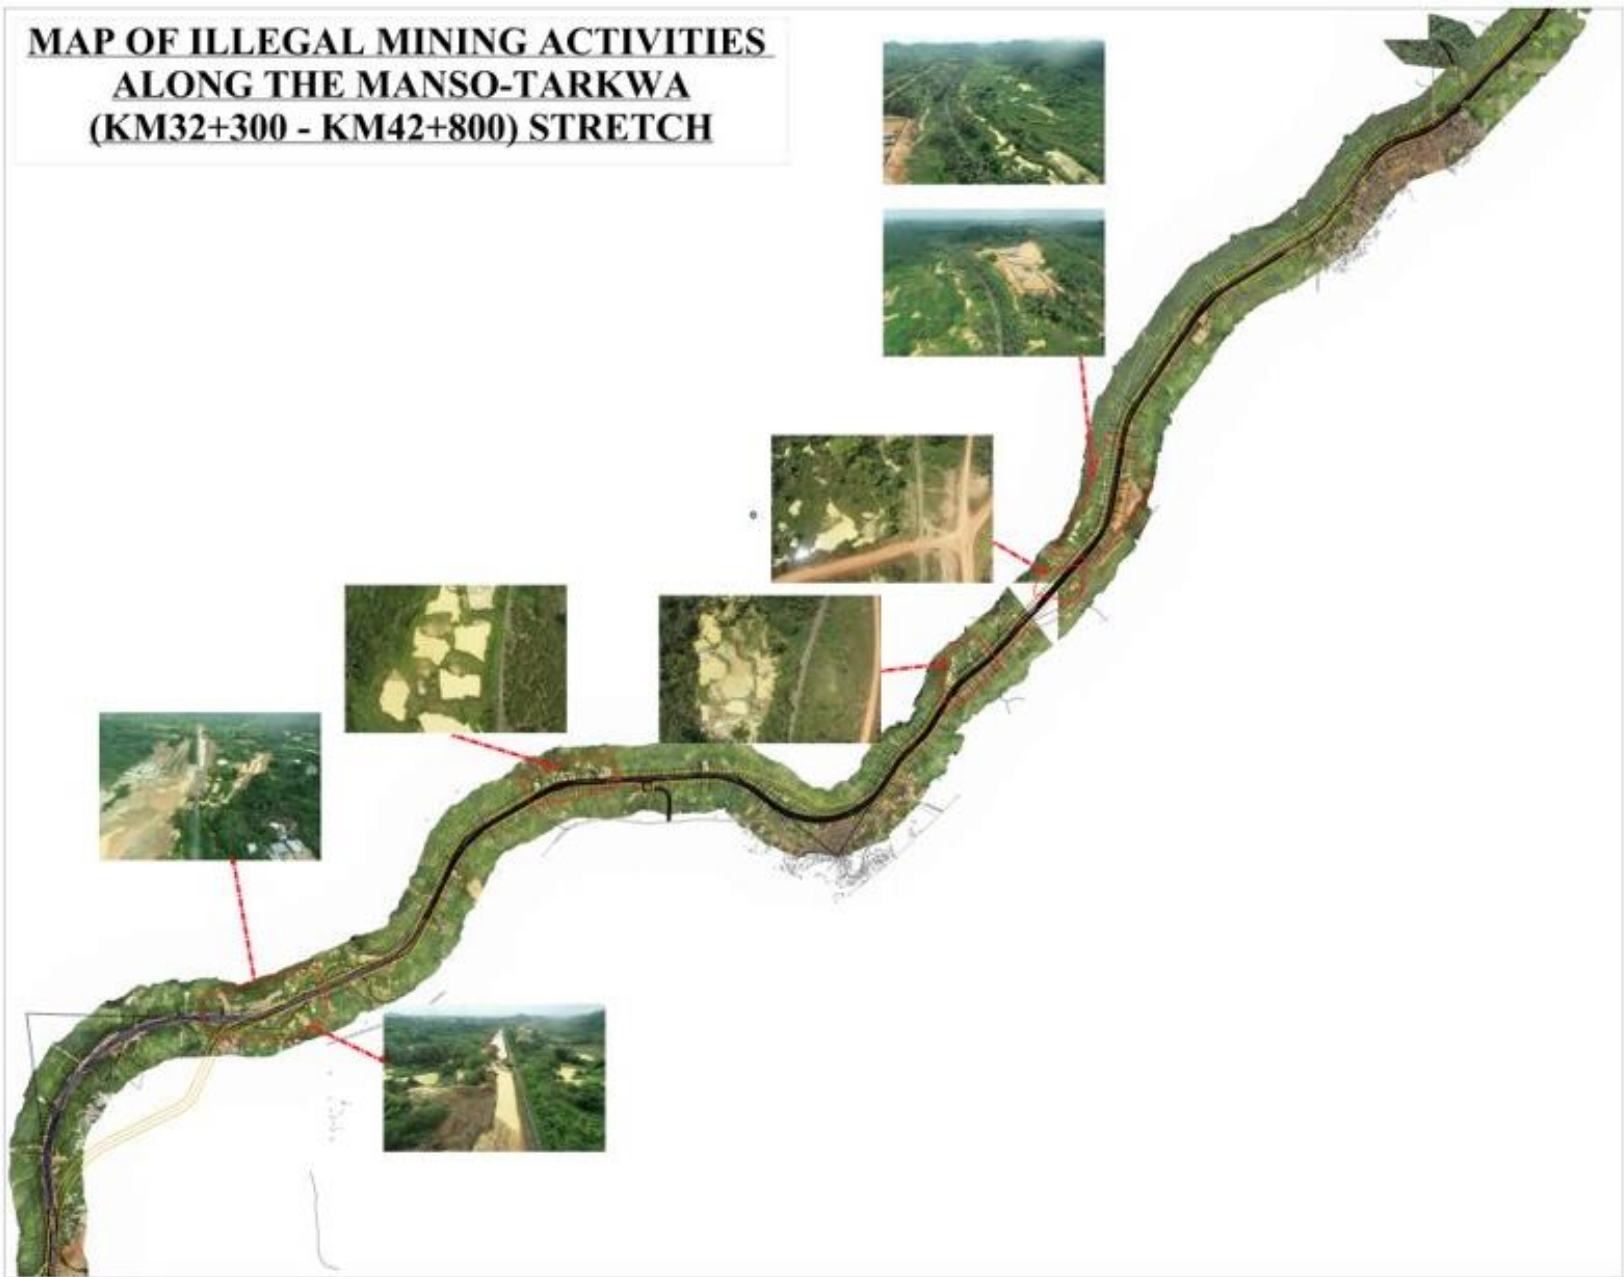 MAP OF ILLEGAL MINING ACTIVITIES
ALONG THE MANSO-TARKWA
(KM32+300 - KM42+800) STRETCH